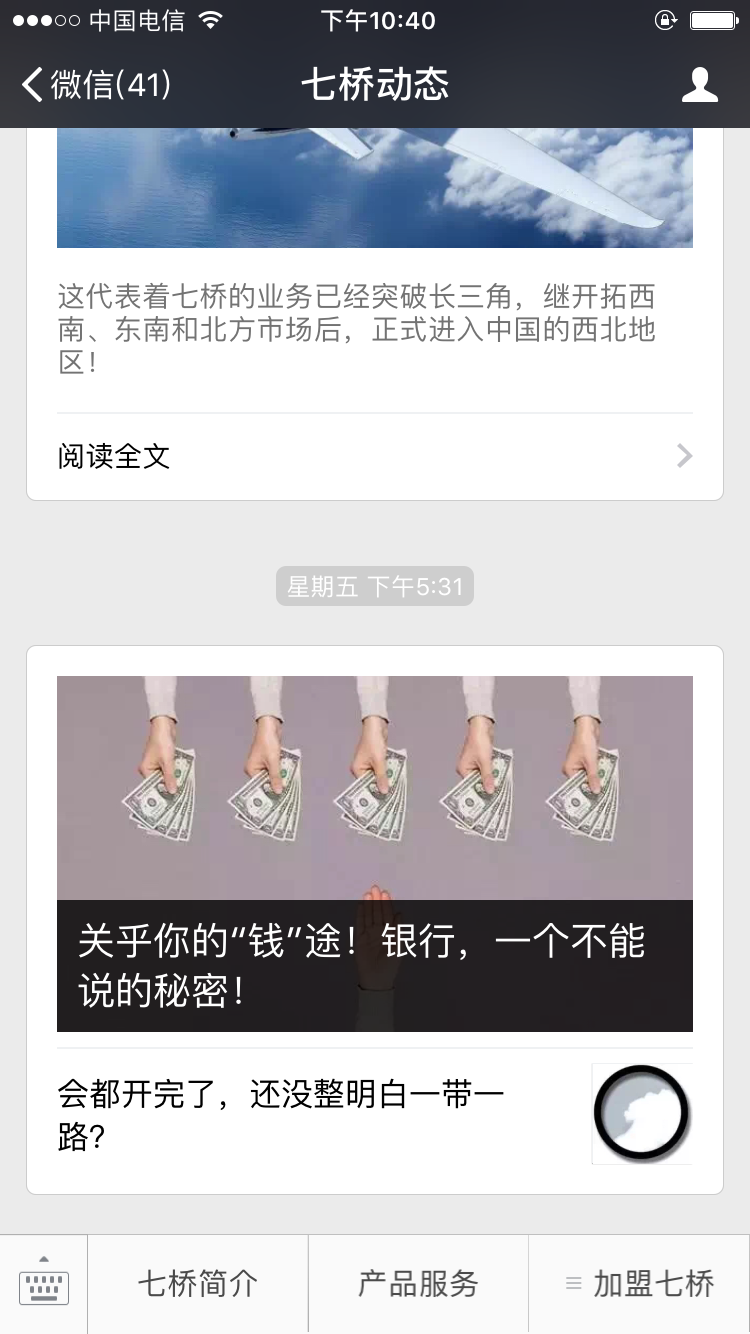 中国电信
下午10:40
微信(41)
七桥动态
这代表着七桥的业务已经突破长三角，继开拓西
南、东南和北方市场后，正式进入中国的西北地
区！
阅读全文
星期五 下午5:31
关乎你的“钱”途！银行，一个不能
说的秘密！
会都开完了，还没整明白一带一
路?
七桥简介
产品服务
加盟七桥